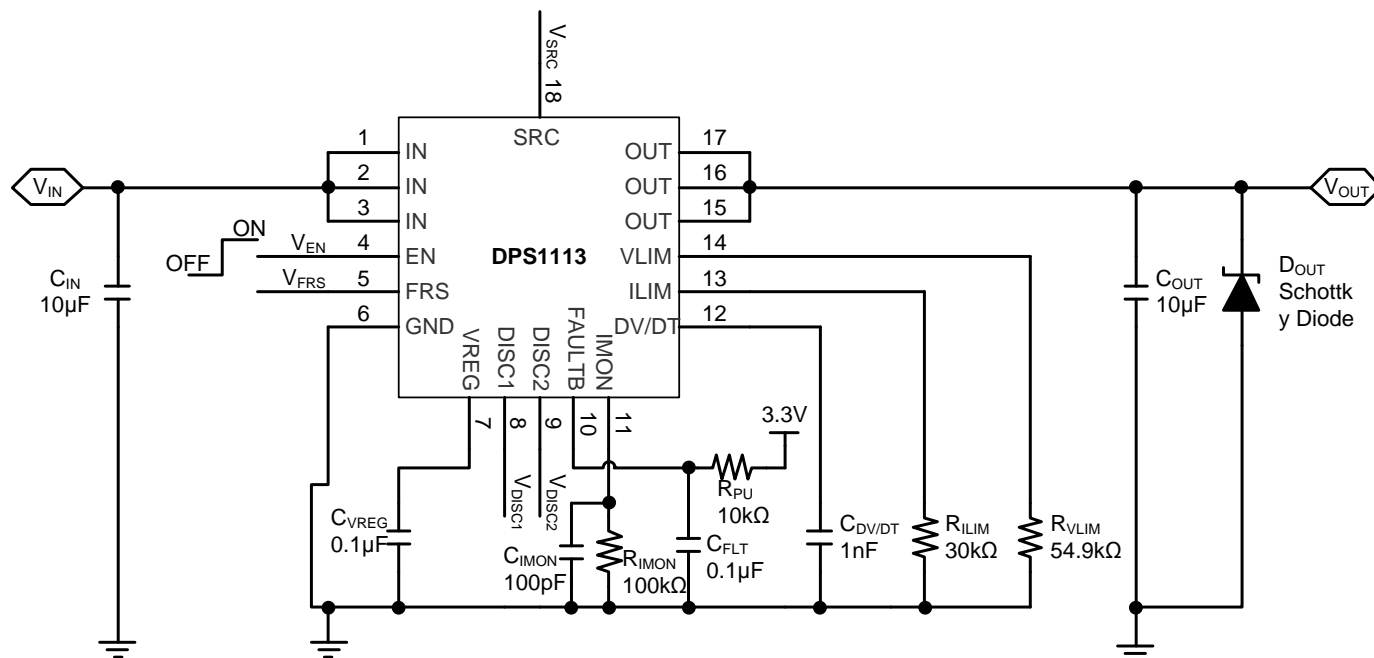 VSRC
18
SRC
1
IN
2
IN
3
IN
4
EN
5
FRS
6
GND
17
OUT
16
OUT
15
OUT
14
VLIM
13
ILIM
12
DV/DT
DPS1113
VREG
DISC1
DISC2
FAULTB
IMON
7
8
9
10
11
VIN
VOUT
ON
OFF
VEN
VFRS
CIN
10µF
COUT
10µF
DOUT
Schottk
y Diode
3.3V
VDISC1
VDISC2
RPU
10kΩ
CVREG
0.1µF
CIMON
100pF
RIMON
100kΩ
CFLT
0.1µF
CDV/DT
1nF
RILIM
30kΩ
RVLIM
54.9kΩ